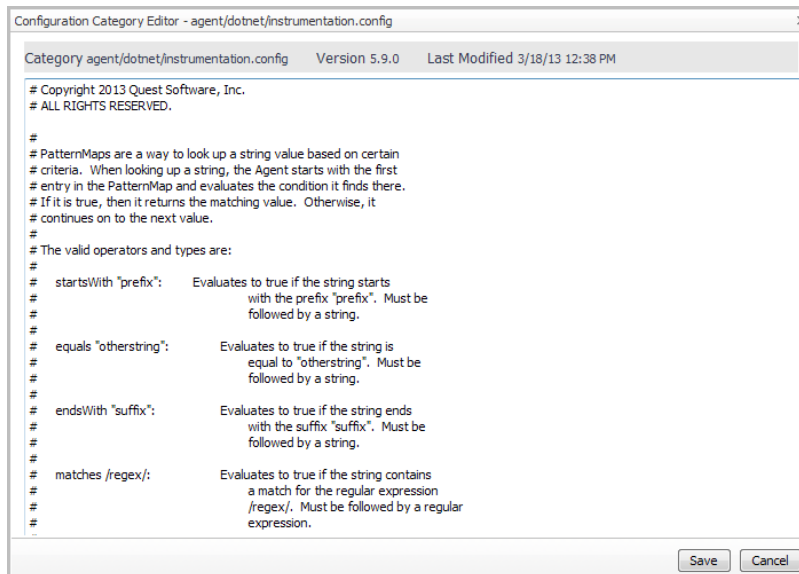 Configuration Category Editor - agent/dotnet/instrumentation.config
Category agent/dotnet/instrumentation.config Version 5.9.0 Last Modified 3/18/13 12:38 PM
# Copyright 2013 Quest Software, Inc.
# ALL RIGHTS RESERVED.
#
# PatternMaps are a way to look up a string value based on certain
# criteria. When looking up a string, the Agent starts with the first
# entry in the PatternMap and evaluates the condition it finds there.
# If it is true, then it returns the matching value. Otherwise, it
# continues on to the next value.
#
# The valid operators and types are:
#
# startsWith "prefix": Evaluates to true if the string starts
# with the prefix "prefix". Must be
# followed by a string.
#
# equals "otherstring": Evaluates to true if the string is
# equal to "otherstring". Must be
# followed by a string.
#
# endsWith "suffix": Evaluates to true if the string ends
# with the suffix "suffix". Must be
# followed by a string.
#
# matches /regex/: Evaluates to true if the string contains
# a match for the regular expression
# /regex/. Must be followed by a regular
# expression.
Save Cancel